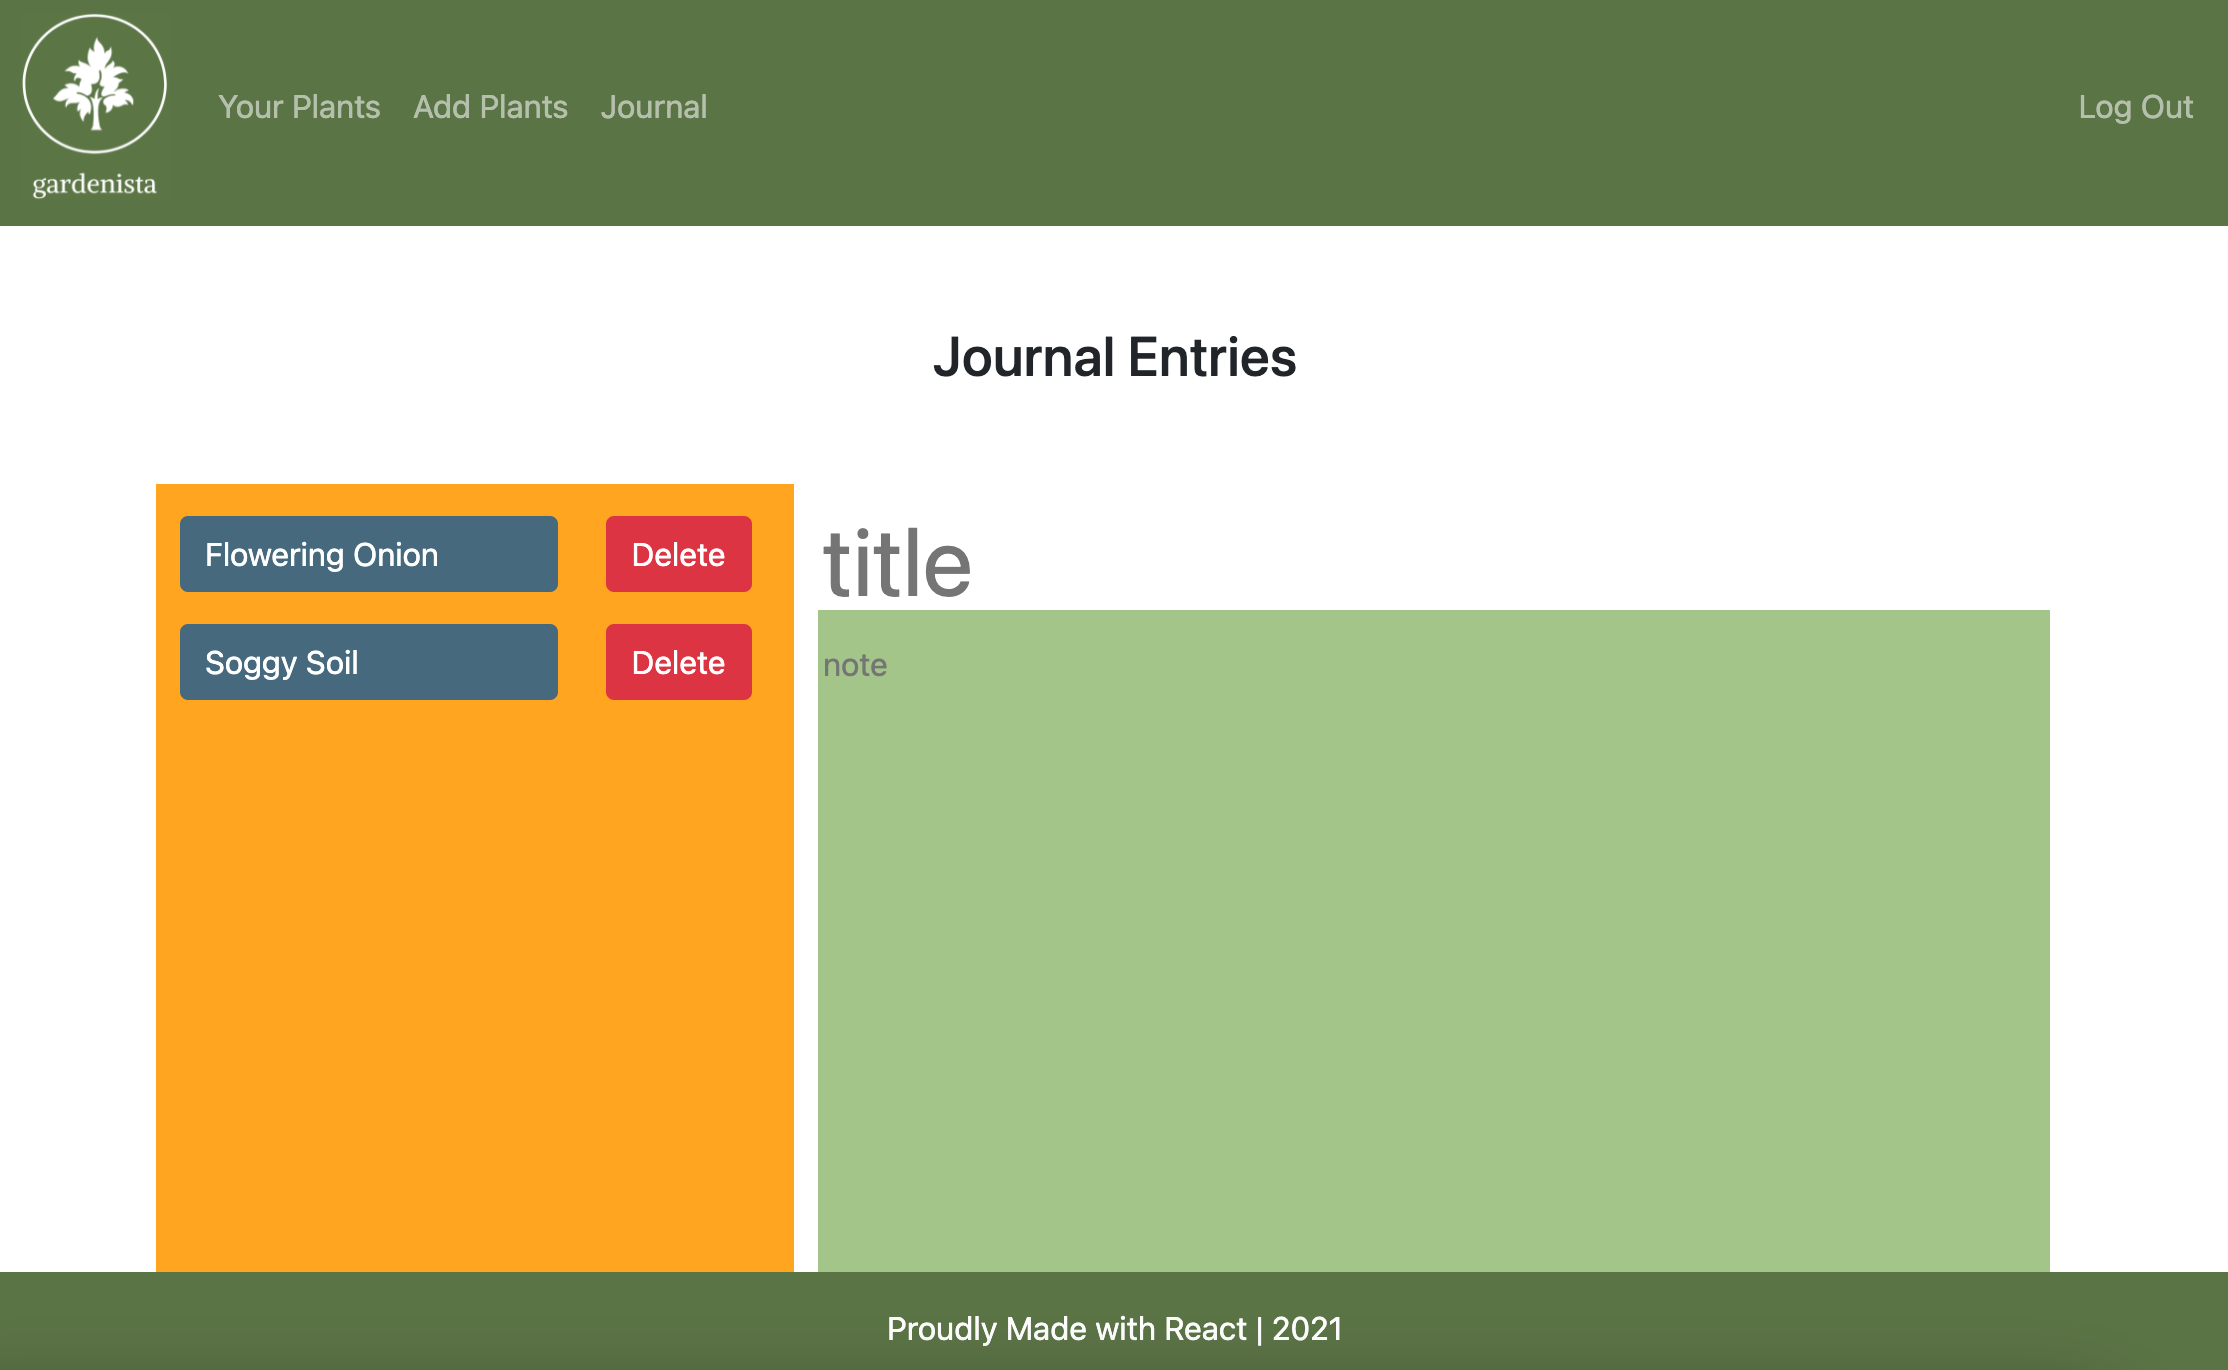 gardenista
Your Plants Add Plants Journal Log Out
Journal Entries
Flowering Onion Delete
Soggy Soil Delete
title
note
Proudly Made with React | 2021